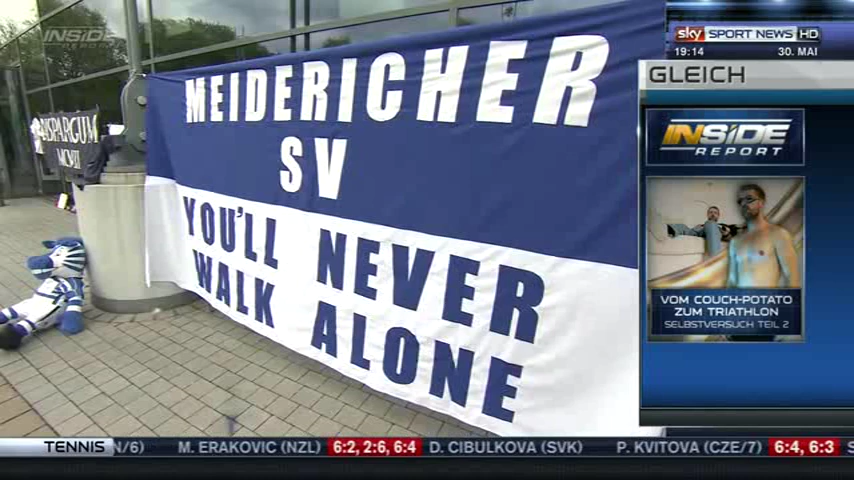 INSIDE
REPORT
sky SPORT NEWS HD
19:14 30. MAI
GLEICH
INSIDE
REPORT
VOM COUCH-POTATO
ZUM TRIATHLON
SELBSTVERSUCH TEIL 2
MEIDERICHER
SV
YOU'LL NEVER
WALK ALONE
MCMII
TENNIS N/6) M. ERAKOVIC (NZL) 6:2, 2:6, 6:4 D. CIBULKOVA (SVK) P. KVITOVA (CZE/7) 6:4, 6:3 S